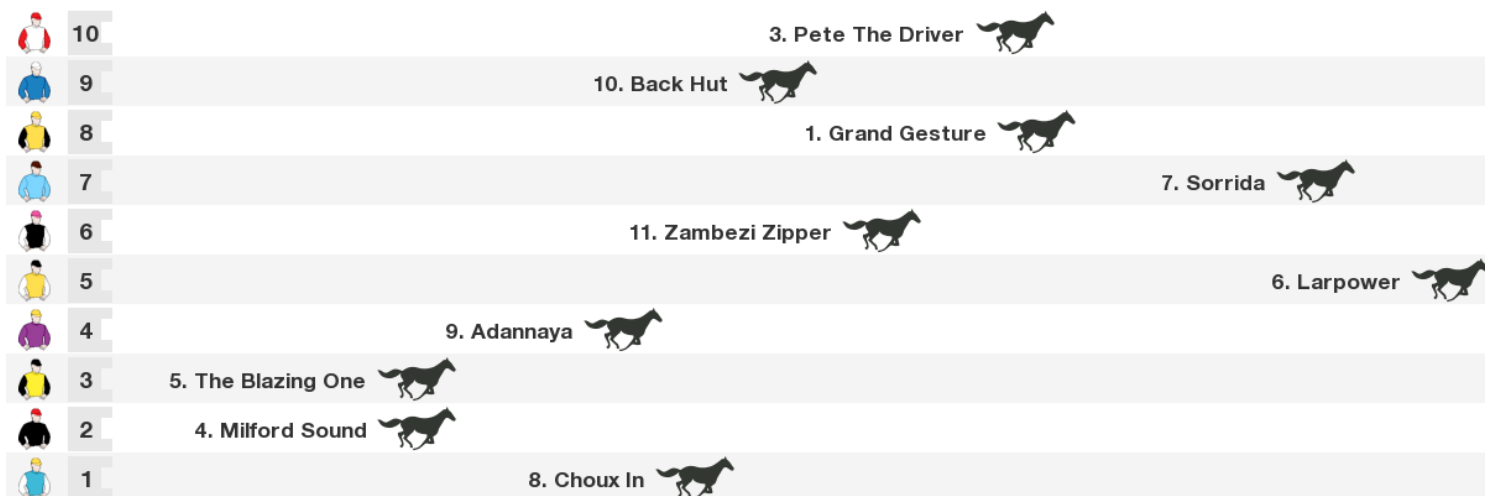 10 3. Pete The Driver
9 10. Back Hut
8 1. Grand Gesture
7 7. Sorrida
6 11. Zambezi Zipper
5 6. Larpower
4 9. Adannaya
3 5. The Blazing One
2 4. Milford Sound
1 8. Choux In